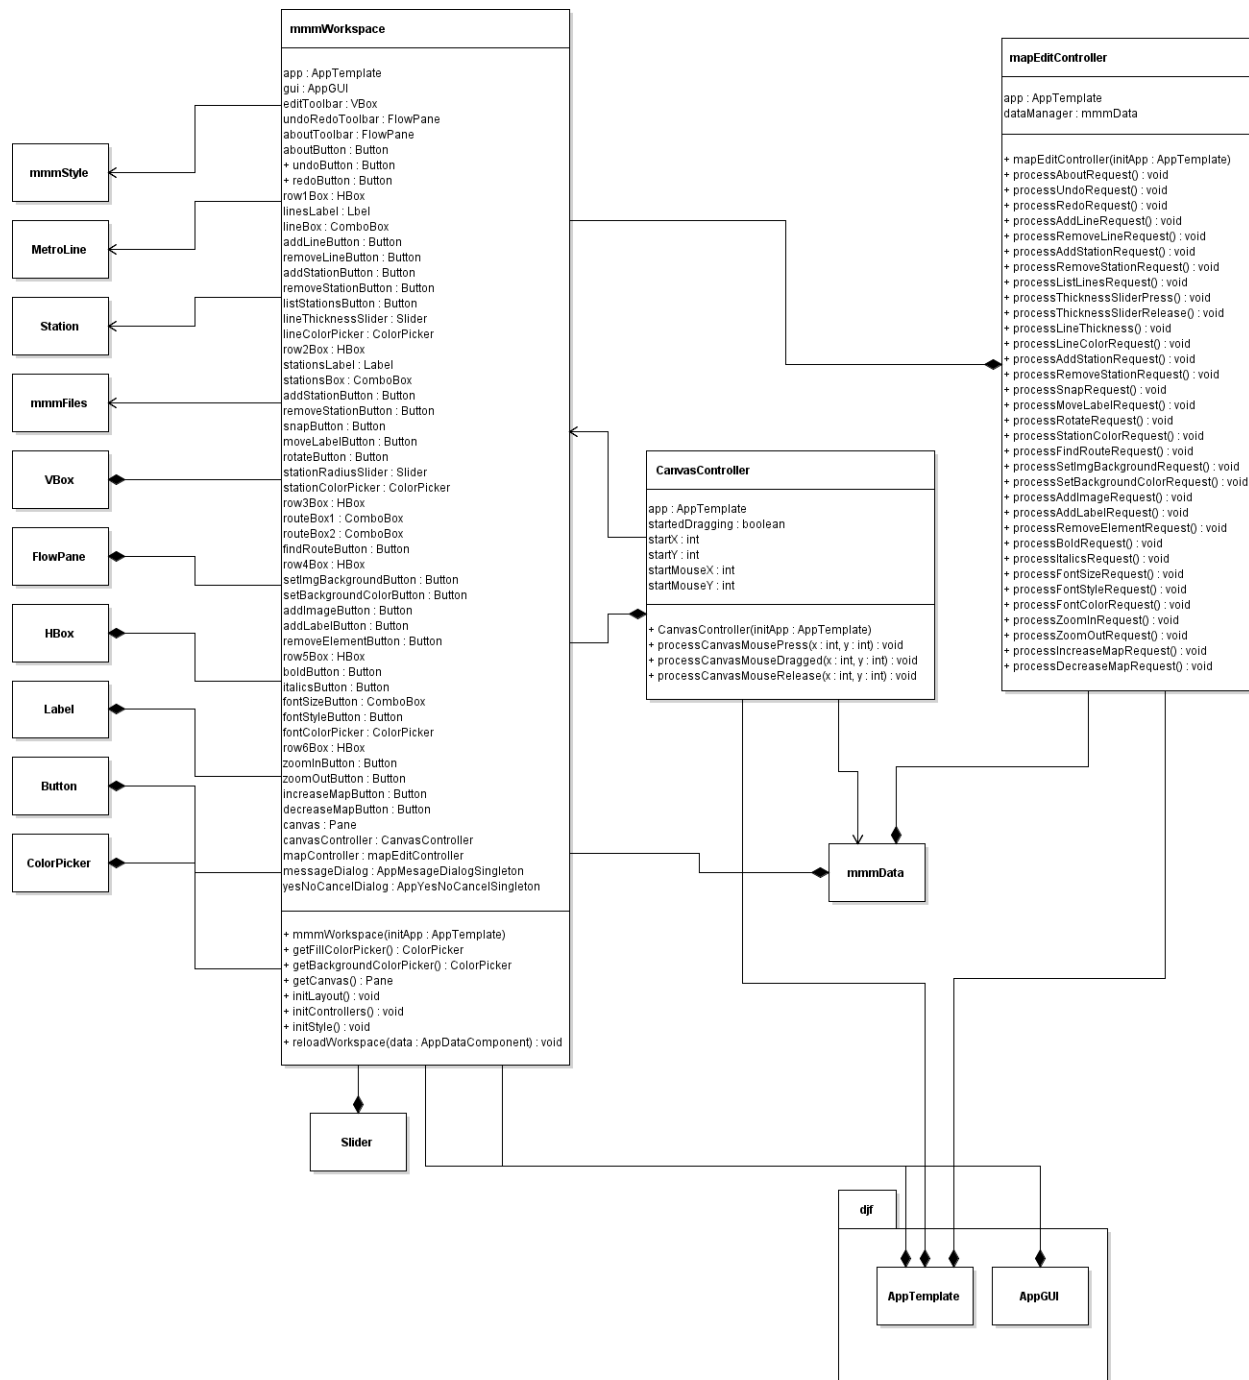 mmmWorkspace
app : AppTemplate
gui : AppGUI
editToolbar : VBox
undoRedoToolbar : FlowPane
aboutToolbar : FlowPane
aboutButton : Button
+ undoButton : Button
+ redoButton : Button
row1Box : HBox
linesLabel : Lbel
lineBox : ComboBox
addLineButton : Button
removeLineButton : Button
addStationButton : Button
removeStationButton : Button
listStationsButton : Button
lineThicknessSlider : Slider
lineColorPicker : ColorPicker
row2Box : HBox
stationsLabel : Label
stationsBox : ComboBox
addStationButton : Button
removeStationButton : Button
snapButton : Button
moveLabelButton : Button
rotateButton : Button
stationRadiusSlider : Slider
stationColorPicker : ColorPicker
row3Box : HBox
routeBox1 : ComboBox
routeBox2 : ComboBox
findRouteButton : Button
row4Box : HBox
setImgBackgroundButton : Button
setBackgroundColorButton : Button
addImageButton : Button
addLabelButton : Button
removeElementButton : Button
row5Box : HBox
boldButton : Button
italicsButton : Button
fontSizeButton : ComboBox
fontStyleButton : Button
fontColorPicker : ColorPicker
row6Box : HBox
zoomInButton : Button
zoomOutButton : Button
increaseMapButton : Button
decreaseMapButton : Button
canvas : Pane
canvasController : CanvasController
mapController : mapEditController
messageDialog : AppMesageDialogSingleton
yesNoCancelDialog : AppYesNoCancelSingleton
+ mmmWorkspace(initApp : AppTemplate)
+ getFillColorPicker() : ColorPicker
+ getBackgroundColorPicker() : ColorPicker
+ getCanvas() : Pane
+ initLayout() : void
+ initControllers() : void
+ initStyle() : void
+ reloadWorkspace(data : AppDataComponent) : void
mmmStyle
MetroLine
Station
mmmFiles
VBox
FlowPane
HBox
Label
Button
ColorPicker
Slider
CanvasController
app : AppTemplate
startedDragging : boolean
startX : int
startY : int
startMouseX : int
startMouseY : int
+ CanvasController(initApp : AppTemplate)
+ processCanvasMousePress(x : int, y : int) : void
+ processCanvasMouseDragged(x : int, y : int) : void
+ processCanvasMouseRelease(x : int, y : int) : void
mapEditController
app : AppTemplate
dataManager : mmmData
+ mapEditController(initApp : AppTemplate)
+ processAboutRequest() : void
+ processUndoRequest() : void
+ processRedoRequest() : void
+ processAddLineRequest() : void
+ processRemoveLineRequest() : void
+ processAddStationRequest() : void
+ processRemoveStationRequest() : void
+ processListLinesRequest() : void
+ processThicknessSliderPress() : void
+ processThicknessSliderRelease() : void
+ processLineThickness() : void
+ processLineColorRequest() : void
+ processAddStationRequest() : void
+ processRemoveStationRequest() : void
+ processSnapRequest() : void
+ processMoveLabelRequest() : void
+ processRotateRequest() : void
+ processStationColorRequest() : void
+ processFindRouteRequest() : void
+ processSetImgBackgroundRequest() : void
+ processSetBackgroundColorRequest() : void
+ processAddImageRequest() : void
+ processAddLabelRequest() : void
+ processRemoveElementRequest() : void
+ processBoldRequest() : void
+ processItalicsRequest() : void
+ processFontSizeRequest() : void
+ processFontStyleRequest() : void
+ processFontColorRequest() : void
+ processZoomInRequest() : void
+ processZoomOutRequest() : void
+ processIncreaseMapRequest() : void
+ processDecreaseMapRequest() : void
mmmData
djf
AppTemplate
AppGUI